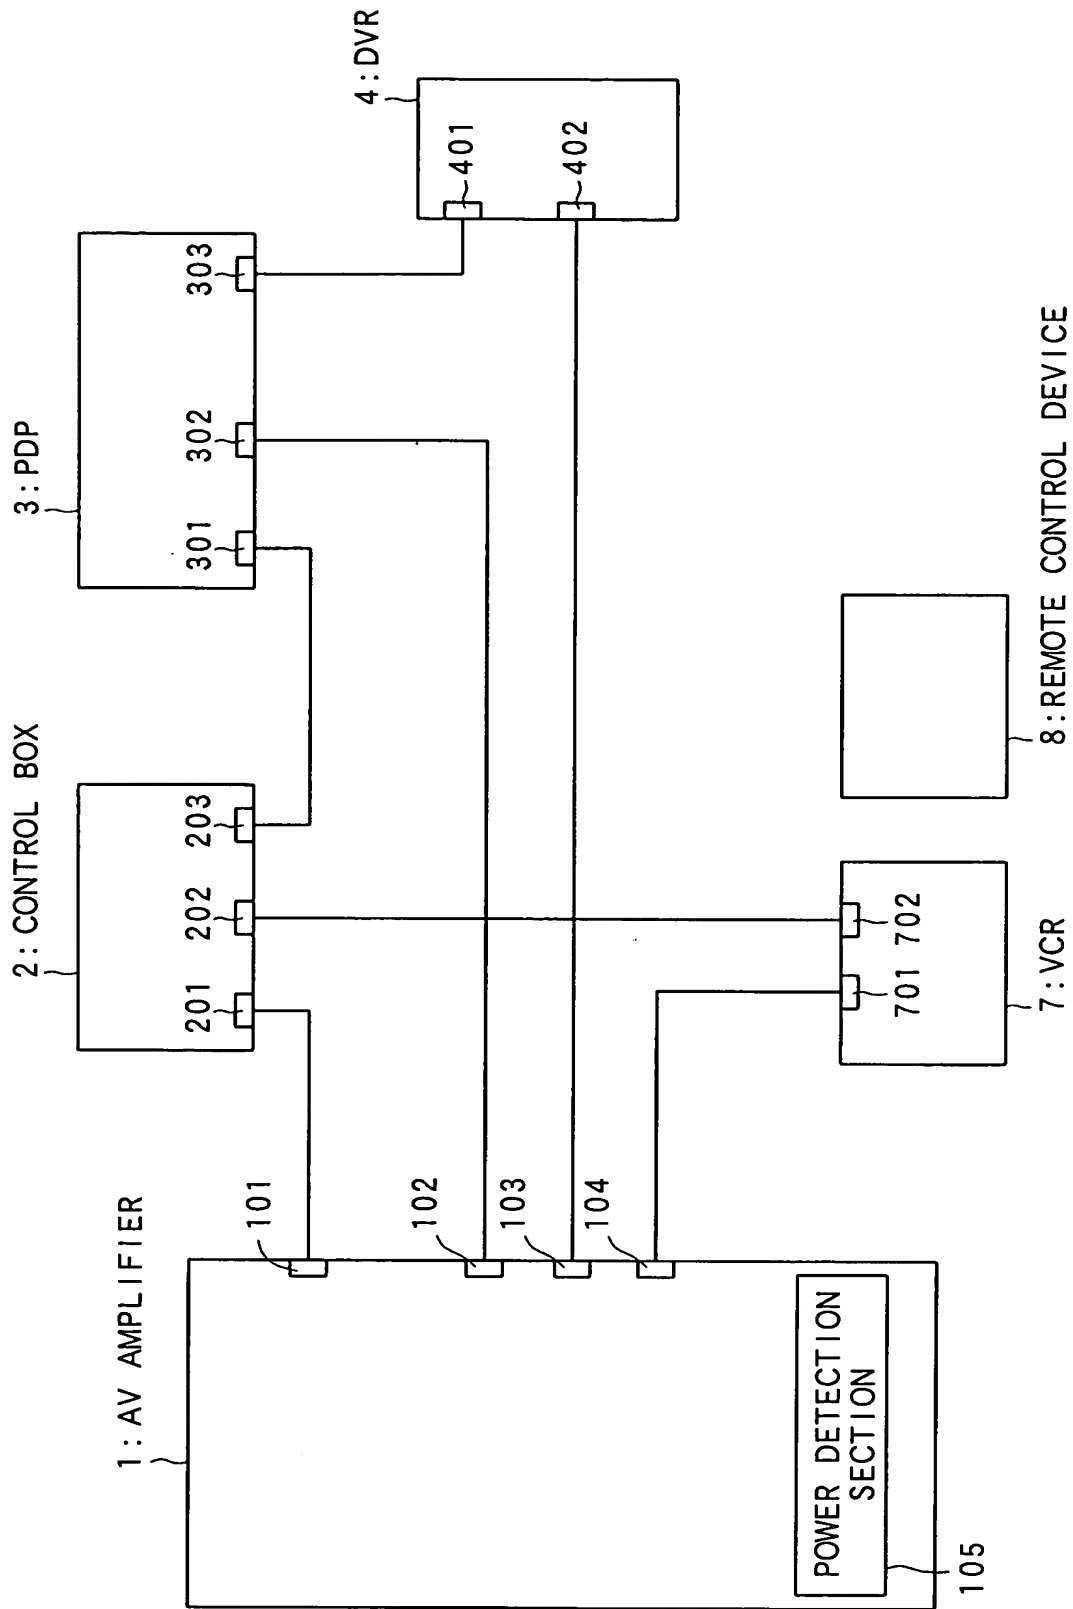 1:AV AMPLIFIER
101
102
103
104
POWER DETECTION
SECTION
105
2:CONTROL BOX
201
202
203
3:PDP
301
302
303
4:DVR
401
402
701
702
7:VCR
8:REMOTE CONTROL DEVICE